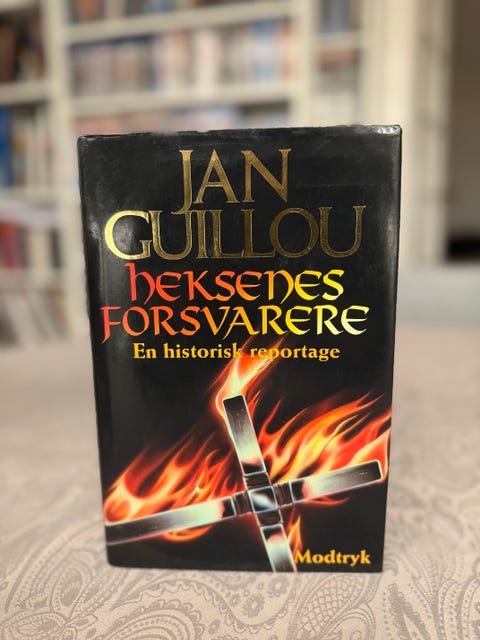 JAN
GUILLOU
HEKSENES
FORSVARERE
En historisk reportage
Modtryk